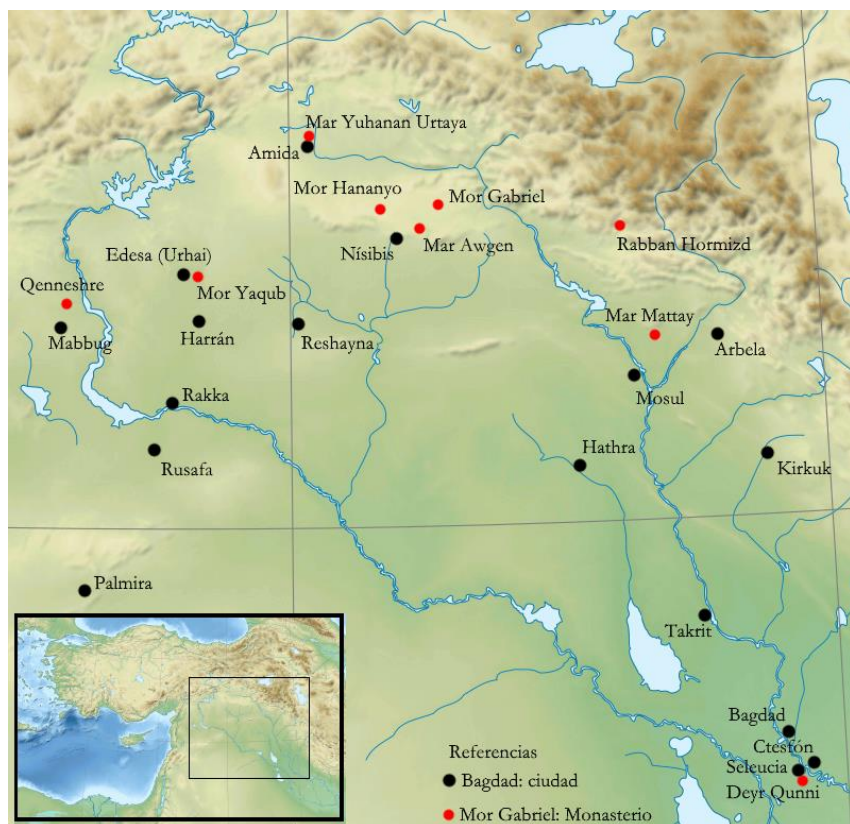 Mar Yuhanan Urtaya
Amida
Mor Hananyo
Mor Gabriel
Nísibis
Mar Awgen
Rabban Hormizd
Edesa (Urhai)
Qenneshre
Mor Yaqub
Mabbug
Harrán
Reshayna
Mar Mattay
Arbela
Mosul
Rakka
Rusafa
Hathra
Kirkuk
Palmira
Takrit
Bagdad
Ctesfón
Seleucia
Deyr Qunni
Referencias
Bagdad: ciudad
Mor Gabriel: Monasterio